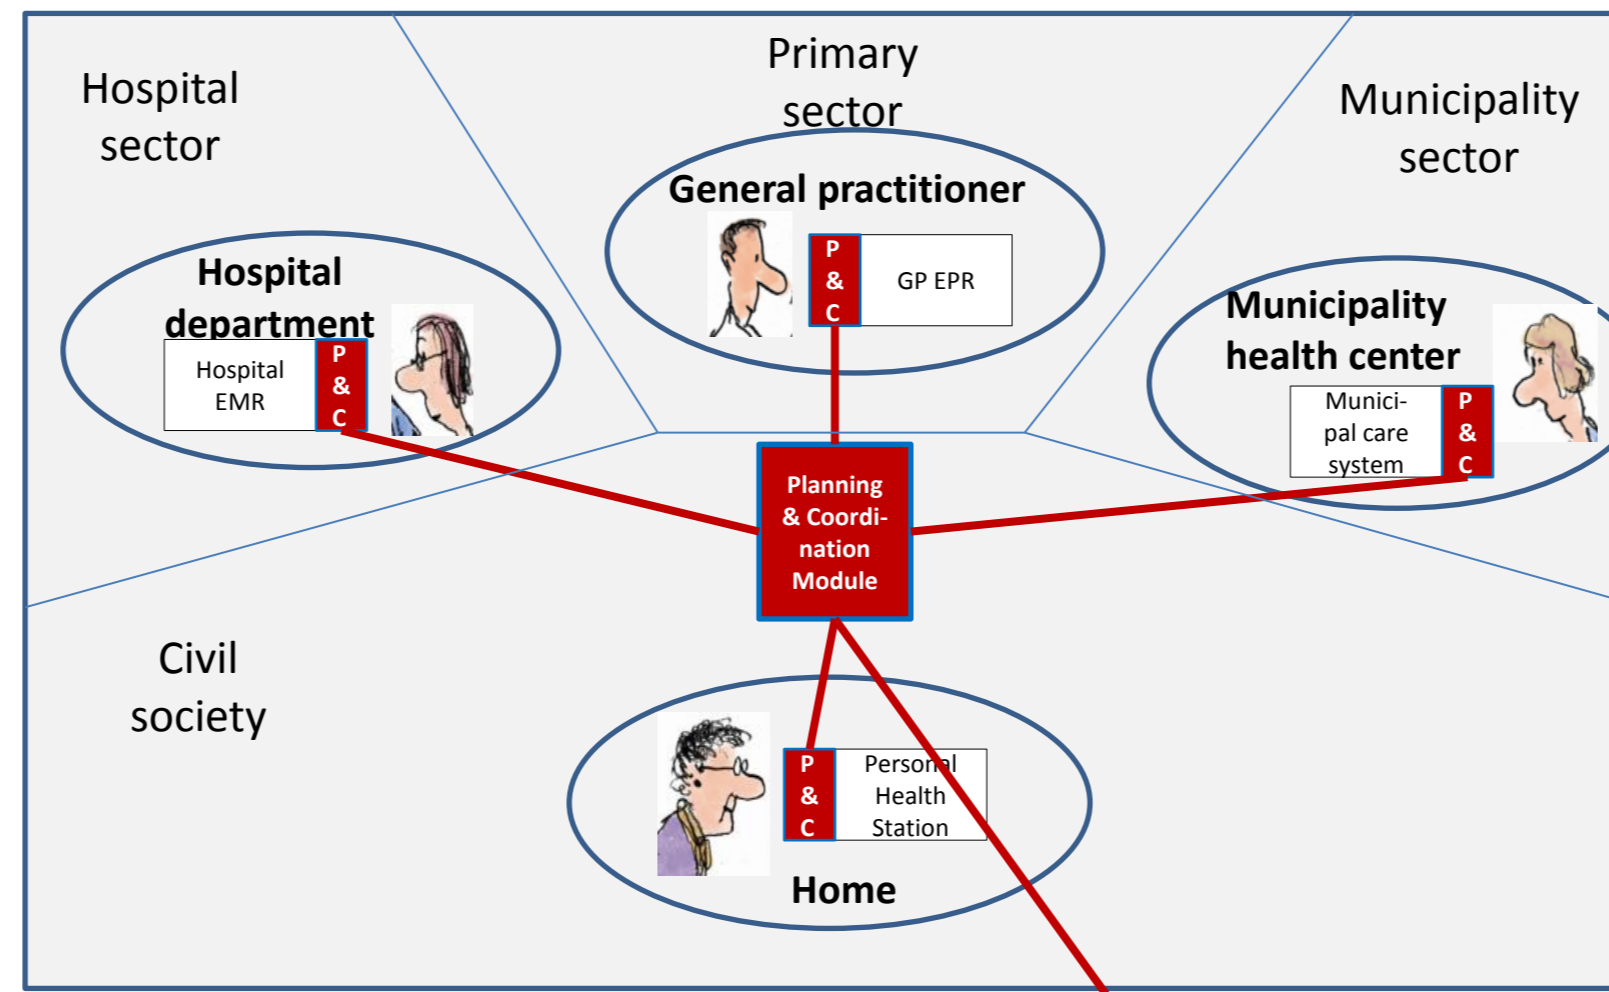 Hospital
sector
Primary
sector
Municipality
sector
Hospital
department
Hospital
EMR
P
&
C
General practitioner
P
&
C
GP EPR
Municipality
health center
Munici-
pal care
system
P
&
C
Planning
& Coordi-
nation
Module
Civil
society
P
&
C
Personal
Health
Station
Home